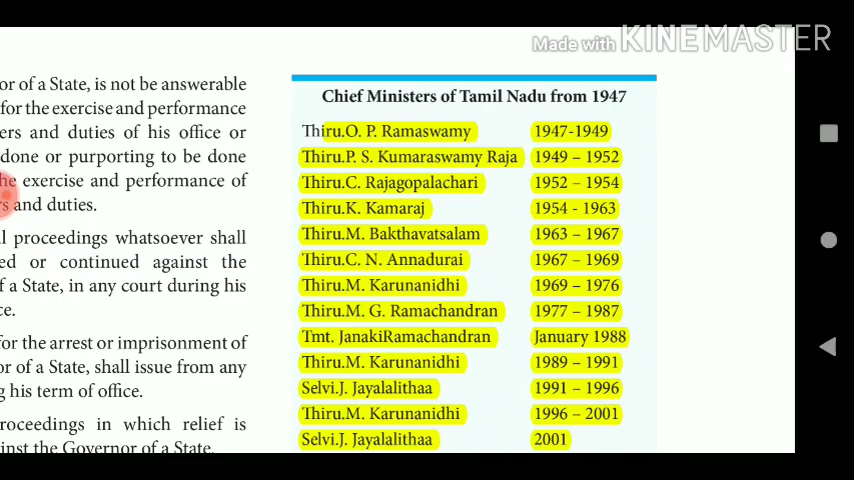 Made with KINEMASTER
or of a State, is not be answerable
for the exercise and performance
ers and duties of his office or
done or purporting to be done
he exercise and performance of
s and duties.
l proceedings whatsoever shall
ed or continued against the
f a State, in any court during his
ce.
for the arrest or imprisonment of
or of a State, shall issue from any
g his term of office.
roceedings in which relief is
inst the Governor of a State.
Chief Ministers of Tamil Nadu from 1947
Thiru.O. P. Ramaswamy 1947-1949
Thiru.P. S. Kumaraswamy Raja 1949 – 1952
Thiru.C. Rajagopalachari 1952 – 1954
Thiru.K. Kamaraj 1954 - 1963
Thiru.M. Bakthavatsalam 1963 – 1967
Thiru.C. N. Annadurai 1967 – 1969
Thiru.M. Karunanidhi 1969 – 1976
Thiru.M. G. Ramachandran 1977 – 1987
Tmt. JanakiRamachandran January 1988
Thiru.M. Karunanidhi 1989 – 1991
Selvi.J. Jayalalithaa 1991 – 1996
Thiru.M. Karunanidhi 1996 – 2001
Selvi.J. Jayalalithaa 2001